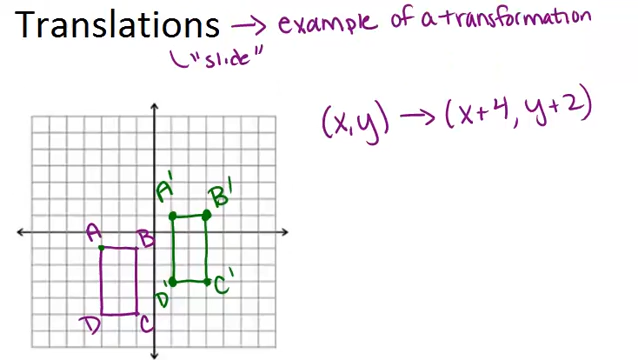 Translations → example of a transformation
("slide"
(x,y) → (x+4, y+2)
A' B'
A B
D' C'
D C